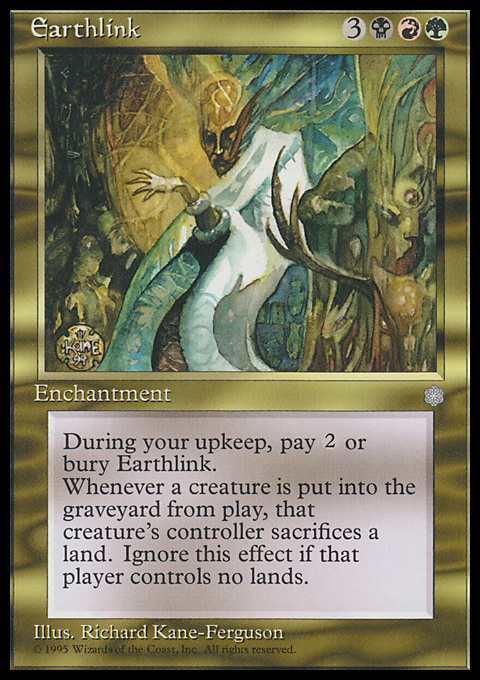 Earthlink 3
KANE
94
Enchantment
During your upkeep, pay 2 or
bury Earthlink.
Whenever a creature is put into the
graveyard from play, that
creature's controller sacrifices a
land. Ignore this effect if that
player controls no lands.
Illus. Richard Kane-Ferguson
© 1995 Wizards of the Coast, Inc. All rights reserved.